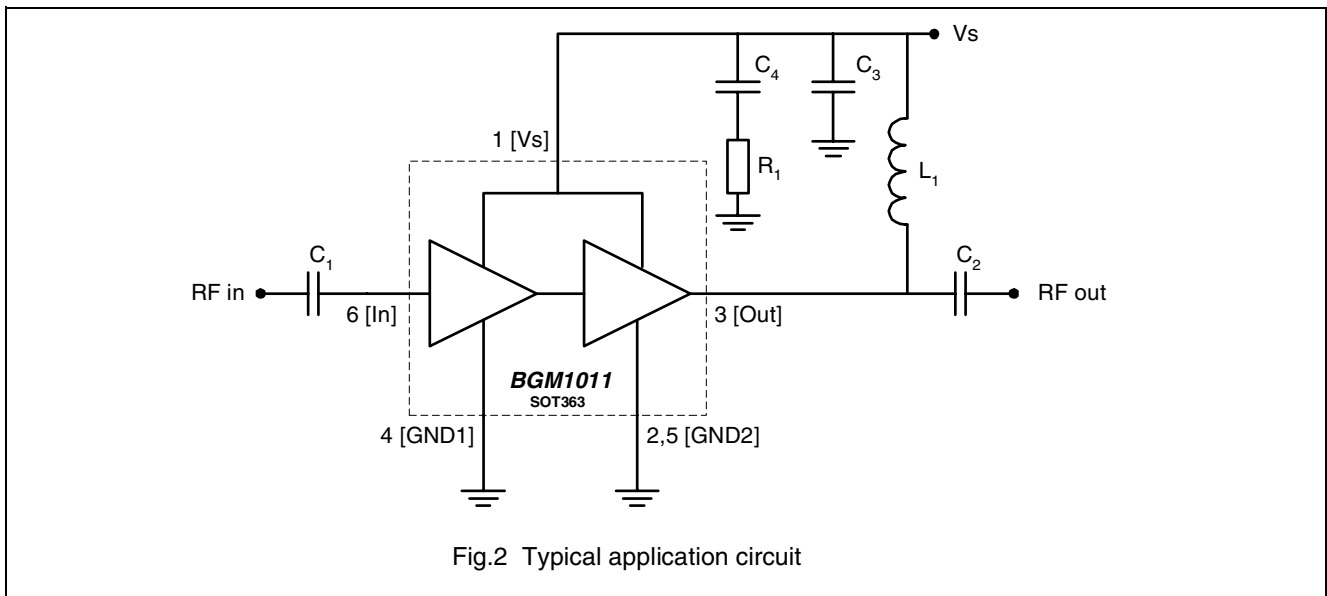 Vs
C4
C3
1 [Vs]
R1
L1
C1
C2
RF in
RF out
6 [In]
3 [Out]
BGM1011
SOT363
4 [GND1]
2,5 [GND2]
Fig.2 Typical application circuit